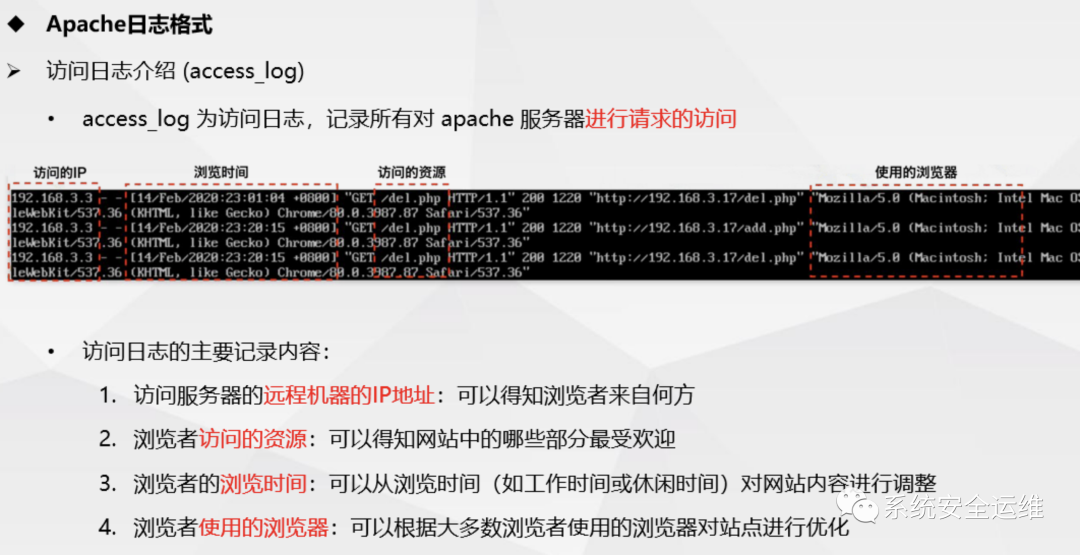 ◆ Apache日志格式
➢ 访问日志介绍 (access_log)
• access_log 为访问日志，记录所有对 apache 服务器进行请求的访问
访问的IP 浏览时间 访问的资源 使用的浏览器
192.168.3.3 - - [14/Feb/2020:23:01:04 +0800] "GET /del.php HTTP/1.1" 200 1220 "http://192.168.3.17/del.php" "Mozilla/5.0 (Macintosh; Intel Mac OS
leWebKit/537.36 (KHTML, like Gecko) Chrome/80.0.3987.87 Safari/537.36"
192.168.3.3 - - [14/Feb/2020:23:20:15 +0800] "GET /del.php HTTP/1.1" 200 1220 "http://192.168.3.17/add.php" "Mozilla/5.0 (Macintosh; Intel Mac OS
leWebKit/537.36 (KHTML, like Gecko) Chrome/80.0.3987.87 Safari/537.36"
192.168.3.3 - - [14/Feb/2020:23:20:15 +0800] "GET /del.php HTTP/1.1" 200 1220 "http://192.168.3.17/del.php" "Mozilla/5.0 (Macintosh; Intel Mac OS
leWebKit/537.36 (KHTML, like Gecko) Chrome/80.0.3987.87 Safari/537.36"
• 访问日志的主要记录内容：
1. 访问服务器的远程机器的IP地址：可以得知浏览者来自何方
2. 浏览者访问的资源：可以得知网站中的哪些部分最受欢迎
3. 浏览者的浏览时间：可以从浏览时间（如工作时间或休闲时间）对网站内容进行调整
4. 浏览者使用的浏览器：可以根据大多数浏览者使用的浏览器对站点进行优化
系统安全运维